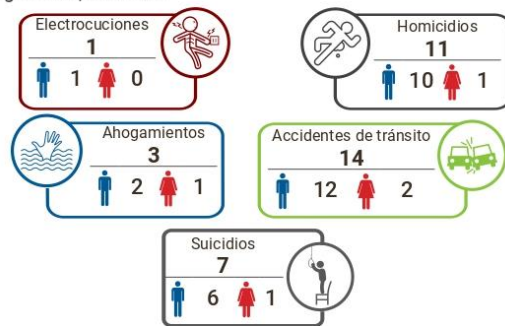 Electrocuciones
1
1 0
Homicidios
11
10 1
Ahogamientos
3
2 1
Accidentes de tránsito
14
12 2
Suicidios
7
6 1